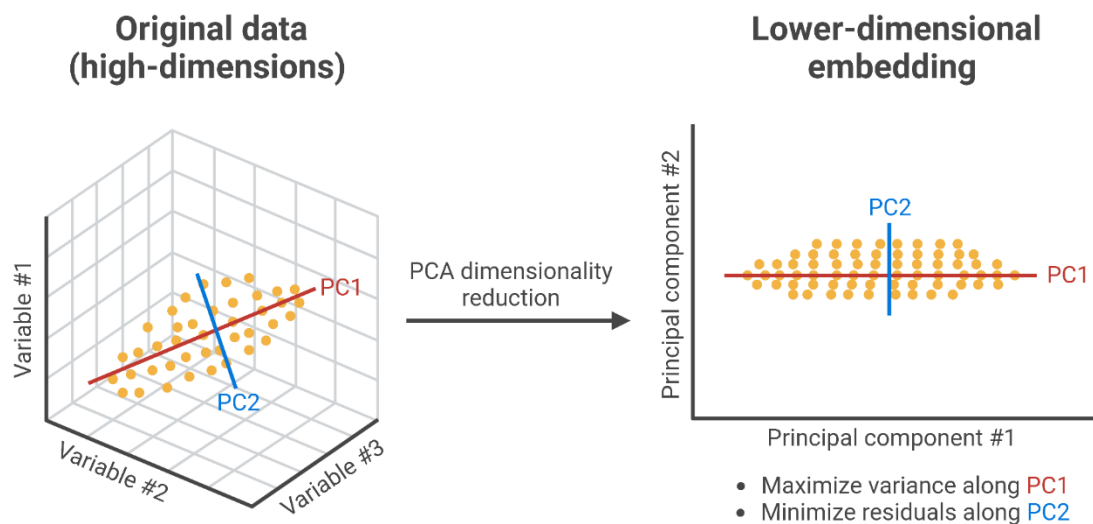 Original data
(high-dimensions)
Variable #1
Variable #2
Variable #3
PC1
PC2
PCA dimensionality
reduction
Lower-dimensional
embedding
Principal component #2
PC2
PC1
Principal component #1
• Maximize variance along PC1
• Minimize residuals along PC2